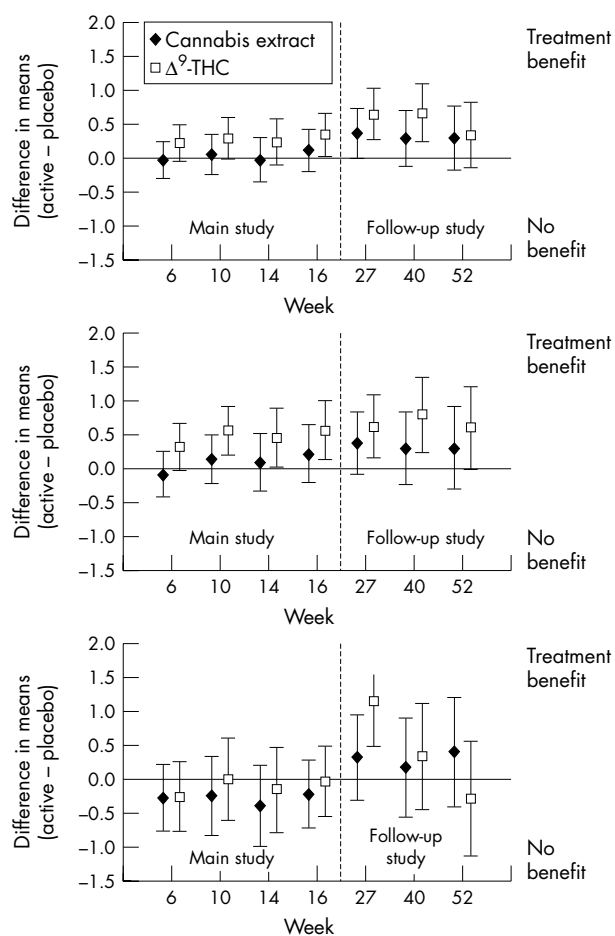 2.0
1.5
1.0
0.5
0.0
–0.5
–1.0
–1.5
Difference in means
(active – placebo)
Cannabis extract
Δ9-THC
Treatment
benefit
Main study
Follow-up study
No
benefit
6 10 14 16 27 40 52
Week
2.0
1.5
1.0
0.5
0.0
–0.5
–1.0
–1.5
Difference in means
(active – placebo)
Treatment
benefit
Main study
Follow-up study
No
benefit
6 10 14 16 27 40 52
Week
2.0
1.5
1.0
0.5
0.0
–0.5
–1.0
–1.5
Difference in means
(active – placebo)
Treatment
benefit
Main study
Follow-up
study
No
benefit
6 10 14 16 27 40 52
Week